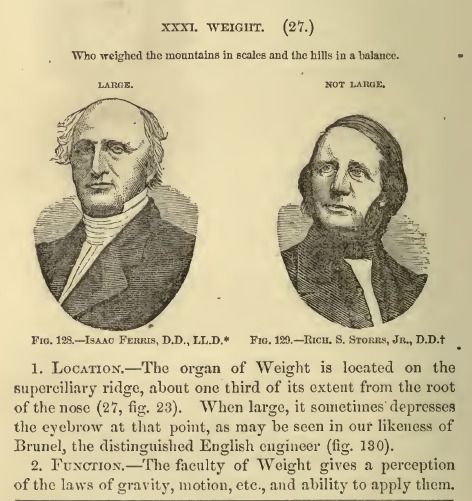 XXXI. WEIGHT. (27.)
Who weighed the mountains in scales and the hills in a balance.
LARGE.
NOT LARGE.
FIG. 128.—ISAAC FERRIS, D.D., LL.D.*
FIG. 129.—RICH. S. STORRS, JR., D.D.†
1. LOCATION.—The organ of Weight is located on the
superciliary ridge, about one third of its extent from the root
of the nose (27, fig. 23). When large, it sometimes depresses
the eyebrow at that point, as may be seen in our likeness of
Brunel, the distinguished English engineer (fig. 130).
2. FUNCTION.—The faculty of Weight gives a perception
of the laws of gravity, motion, etc., and ability to apply them.